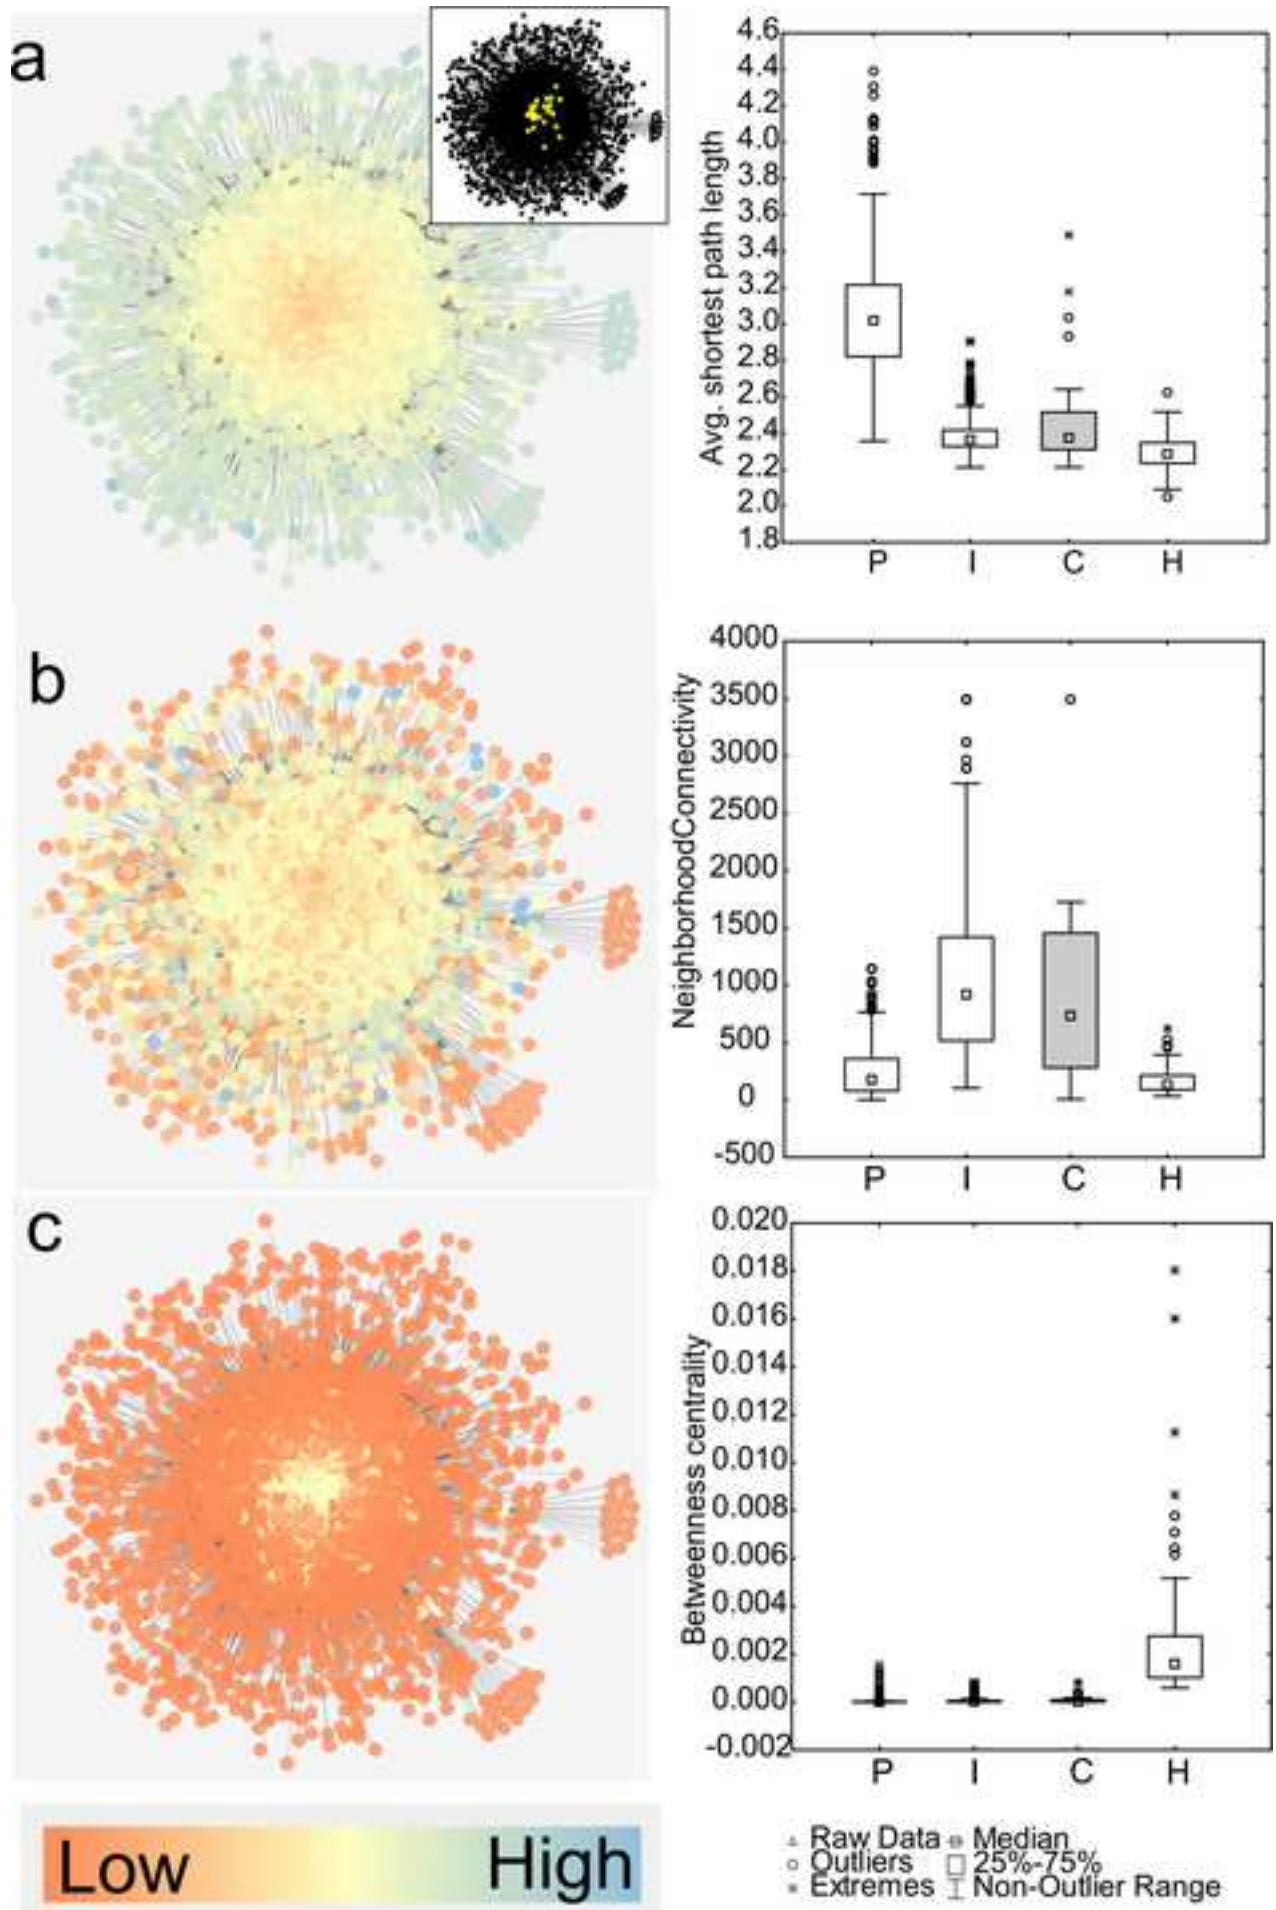 a
4.6
4.4
4.2
4.0
3.8
3.6
3.4
3.2
3.0
2.8
2.6
2.4
2.2
2.0
1.8
Avg. shortest path length
P I C H
b
4000
3500
3000
2500
2000
1500
1000
500
0
-500
NeighborhoodConnectivity
P I C H
c
0.020
0.018
0.016
0.014
0.012
0.010
0.008
0.006
0.004
0.002
0.000
-0.002
Betweenness centrality
P I C H
Low High
Raw Data Median
Outliers 25%-75%
Extremes Non-Outlier Range